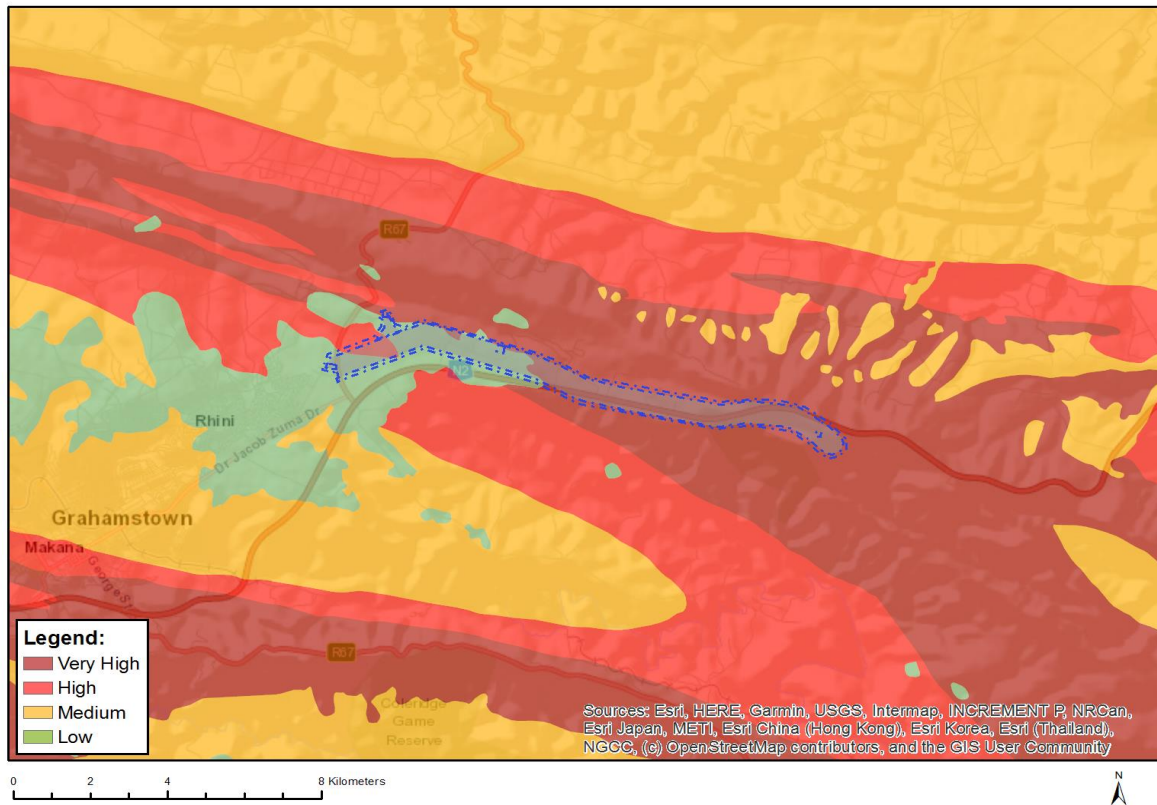 R67
N2
Rhini
Dr Jacob Zuma Dr
Grahamstown
Makana
George St
R67
Coleridge
Game
Reserve
Legend:
Very High
High
Medium
Low
Sources: Esri, HERE, Garmin, USGS, Intermap, INCREMENT P, NRCan,
Esri Japan, METI, Esri China (Hong Kong), Esri Korea, Esri (Thailand),
NGCC, (c) OpenStreetMap contributors, and the GIS User Community
0 2 4 8 Kilometers
N